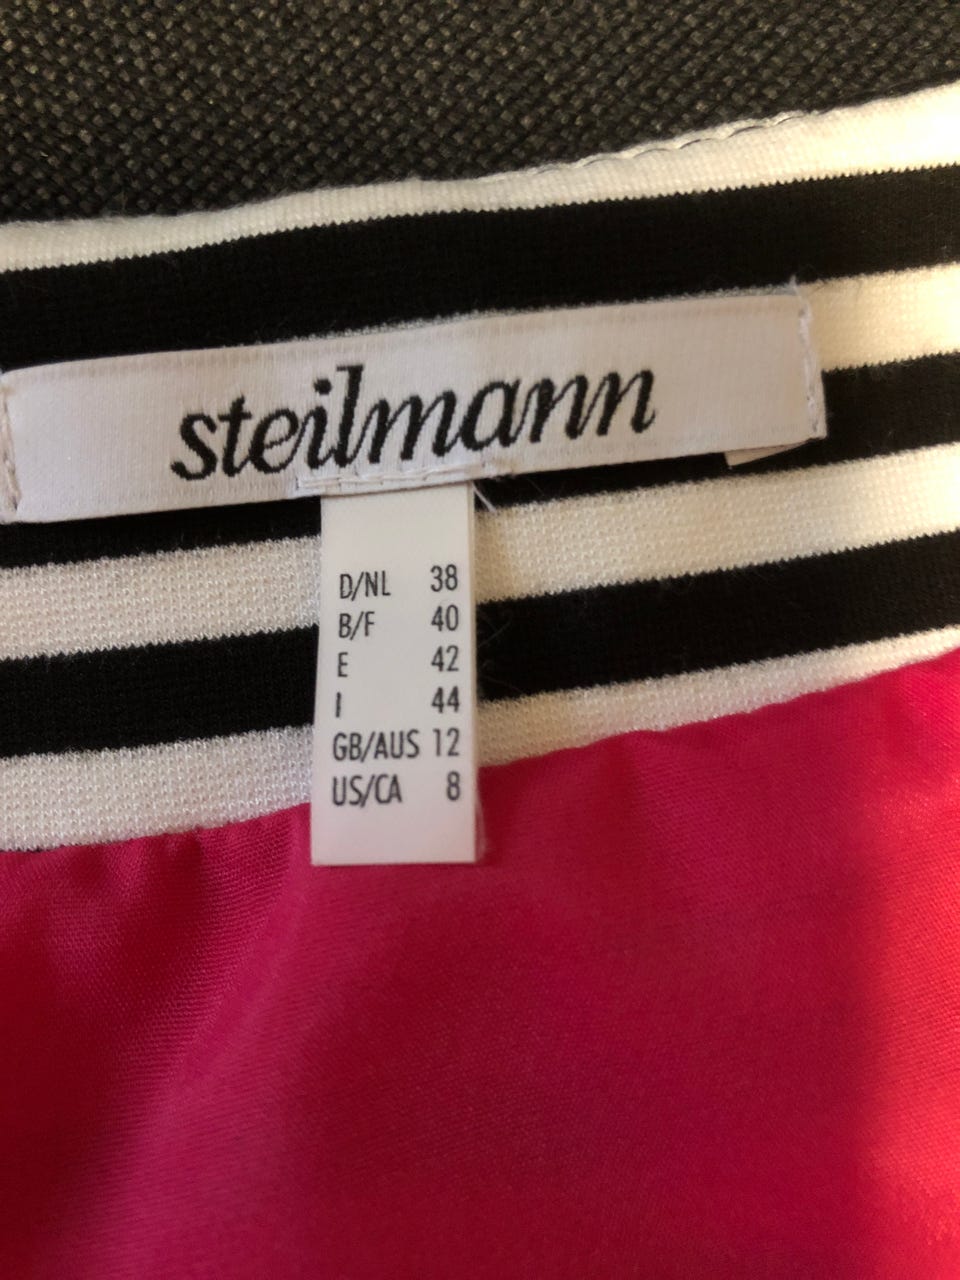 steilmann
D/NL 38
B/F 40
E 42
I 44
GB/AUS 12
US/CA 8